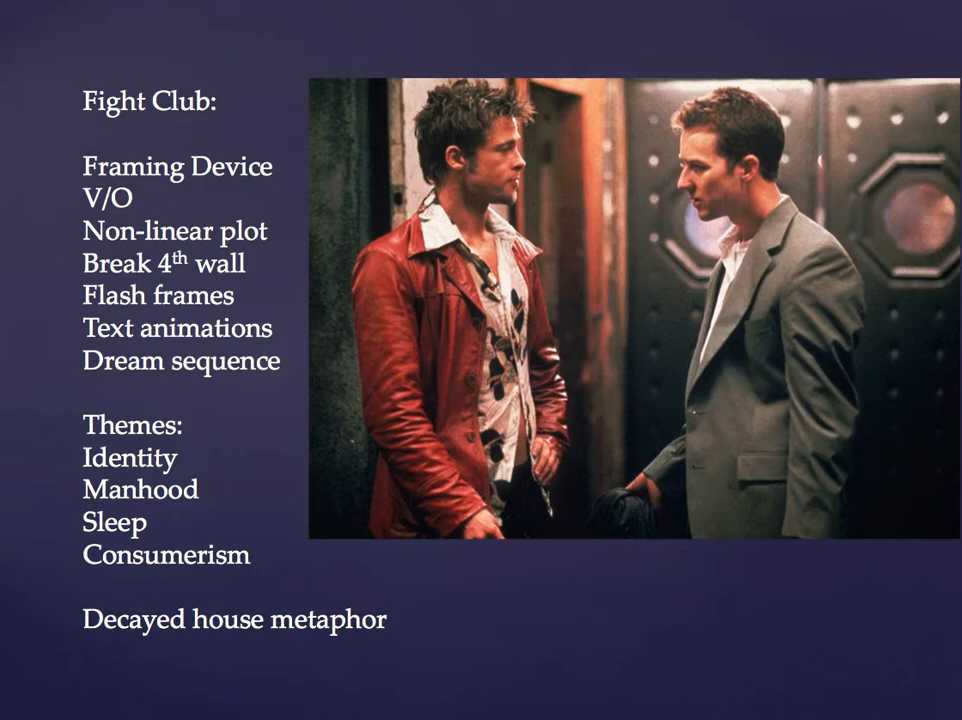 Fight Club:
Framing Device
V/O
Non-linear plot
Break 4th wall
Flash frames
Text animations
Dream sequence
Themes:
Identity
Manhood
Sleep
Consumerism
Decayed house metaphor